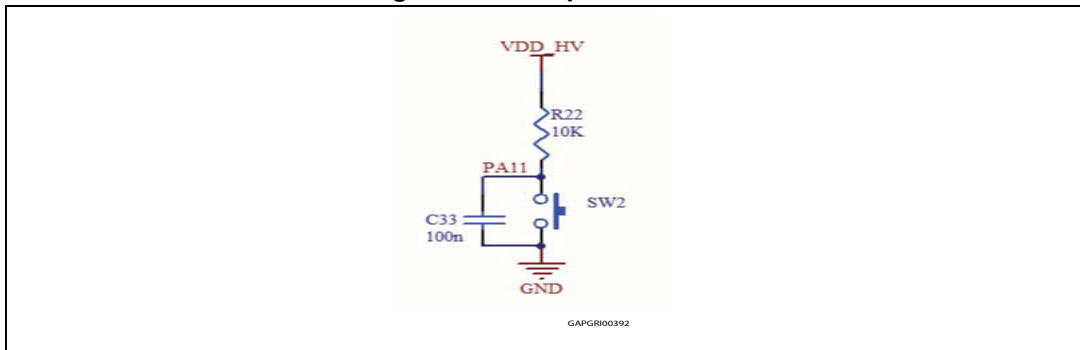 VDD_HV
R22
10K
PA11
SW2
C33
100n
GND
GAPGRI00392